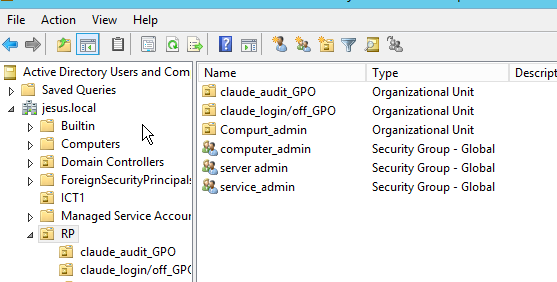 File Action View Help
Active Directory Users and Com
Saved Queries
jesus.local
Builtin
Computers
Domain Controllers
ForeignSecurityPrincipals
ICT1
Managed Service Accour
RP
claude_audit_GPO
claude_login/off_GPO
Name Type Descript
claude_audit_GPO Organizational Unit
claude_login/off_GPO Organizational Unit
Compurt_admin Organizational Unit
computer_admin Security Group - Global
server admin Security Group - Global
service_admin Security Group - Global